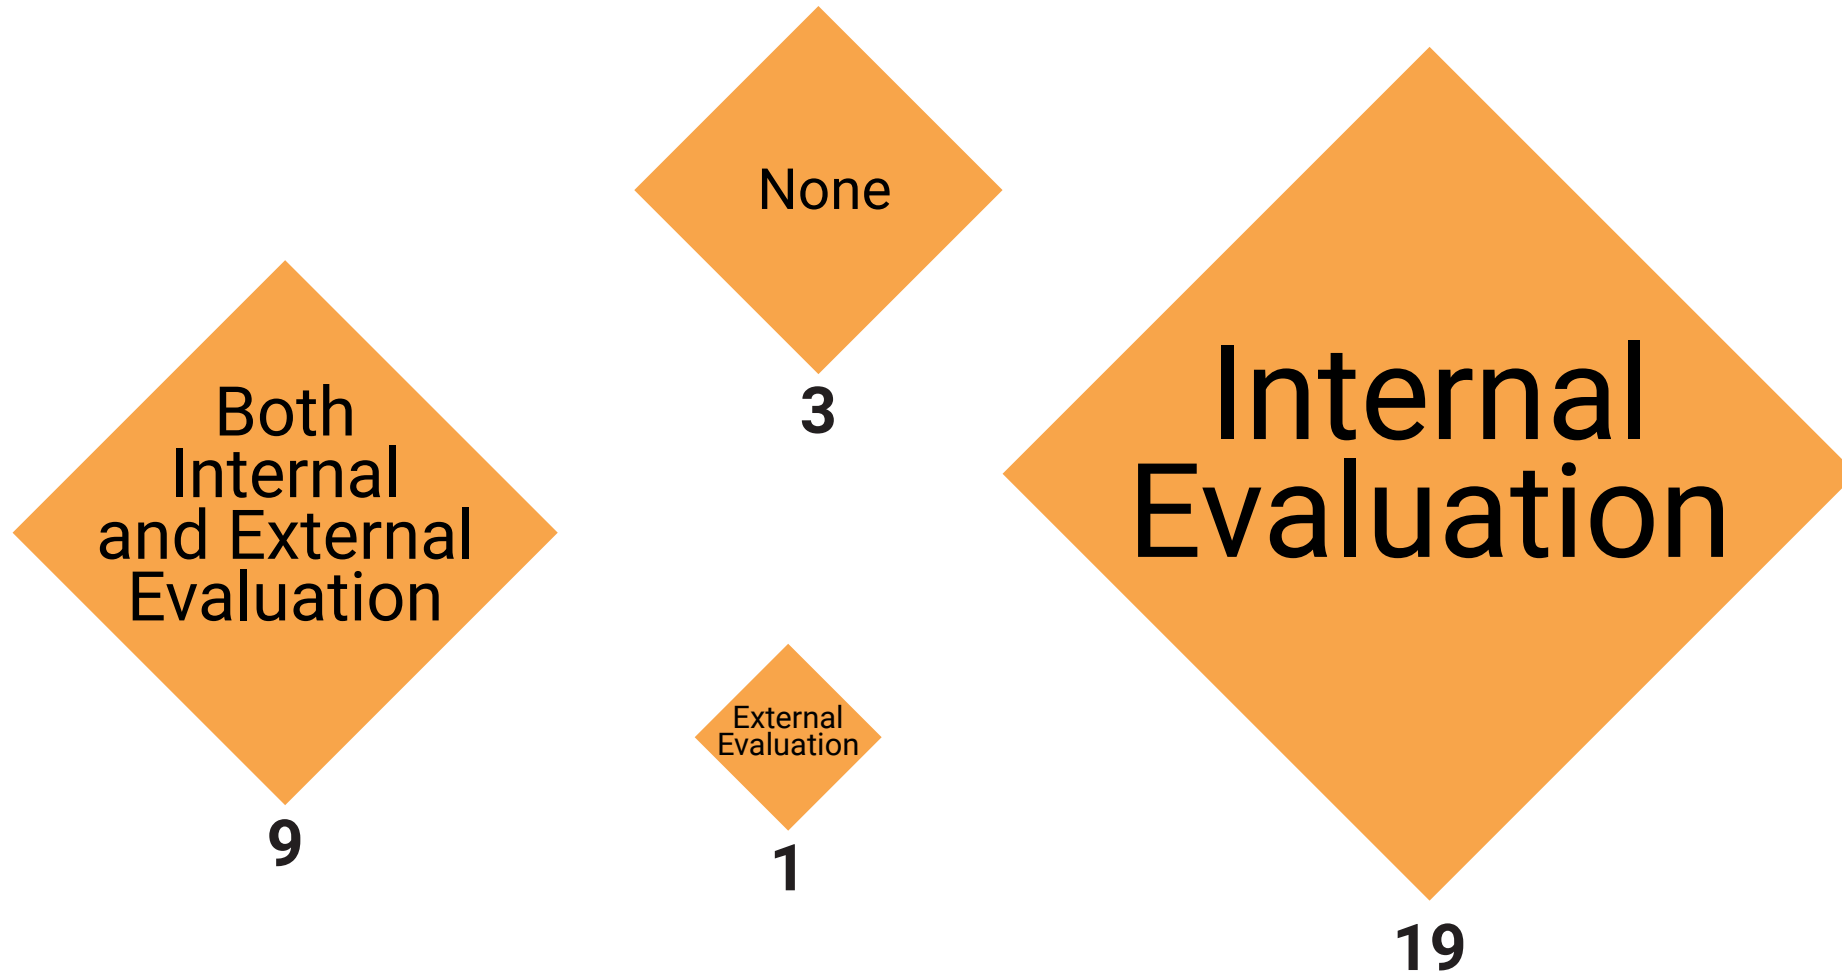 None
3
Both
Internal
and External
Evaluation
9
External
Evaluation
1
Internal
Evaluation
19